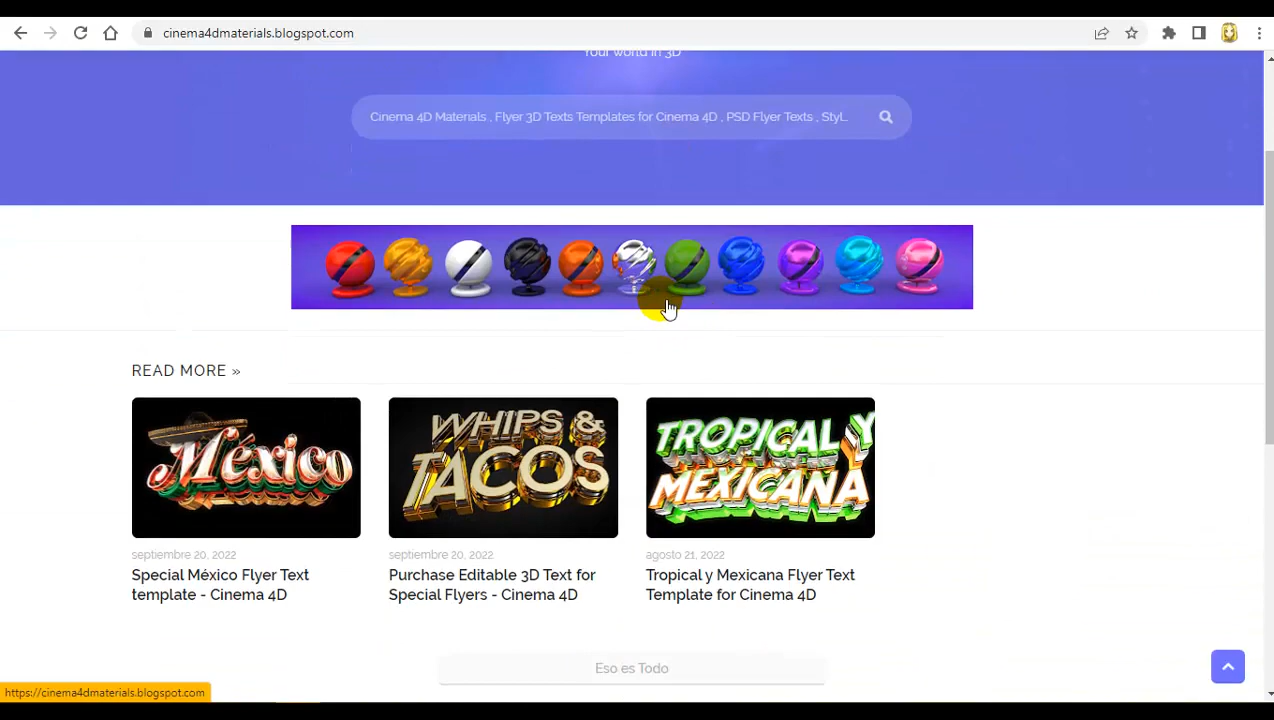 cinema4dmaterials.blogspot.com
Your world in 3D
Cinema 4D Materials , Flyer 3D Texts Templates for Cinema 4D , PSD Flyer Texts , Styl..
READ MORE »
México
WHIPS &
TACOS
TROPICAL Y
MEXICANA
septiembre 20, 2022
septiembre 20, 2022
agosto 21, 2022
Special México Flyer Text
template - Cinema 4D
Purchase Editable 3D Text for
Special Flyers - Cinema 4D
Tropical y Mexicana Flyer Text
Template for Cinema 4D
Eso es Todo
https://cinema4dmaterials.blogspot.com